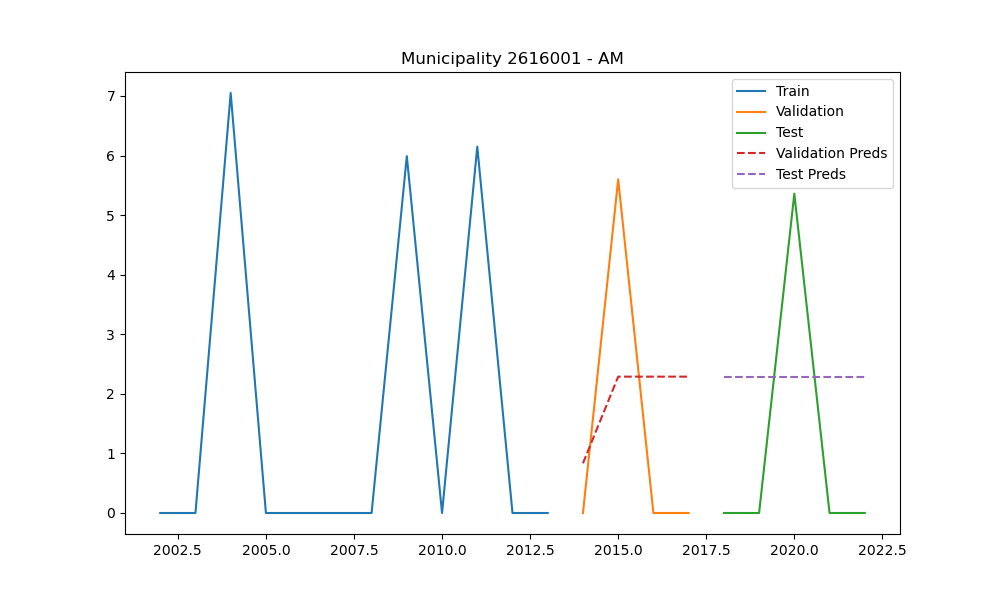 Municipality 2616001 - AM
Train
Validation
Test
Validation Preds
Test Preds
7
6
5
4
3
2
1
0
2002.5 2005.0 2007.5 2010.0 2012.5 2015.0 2017.5 2020.0 2022.5